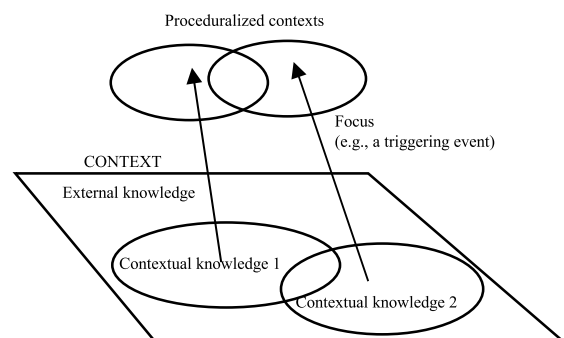 Proceduralized contexts
Focus
(e.g., a triggering event)
CONTEXT
External knowledge
Contextual knowledge 1
Contextual knowledge 2